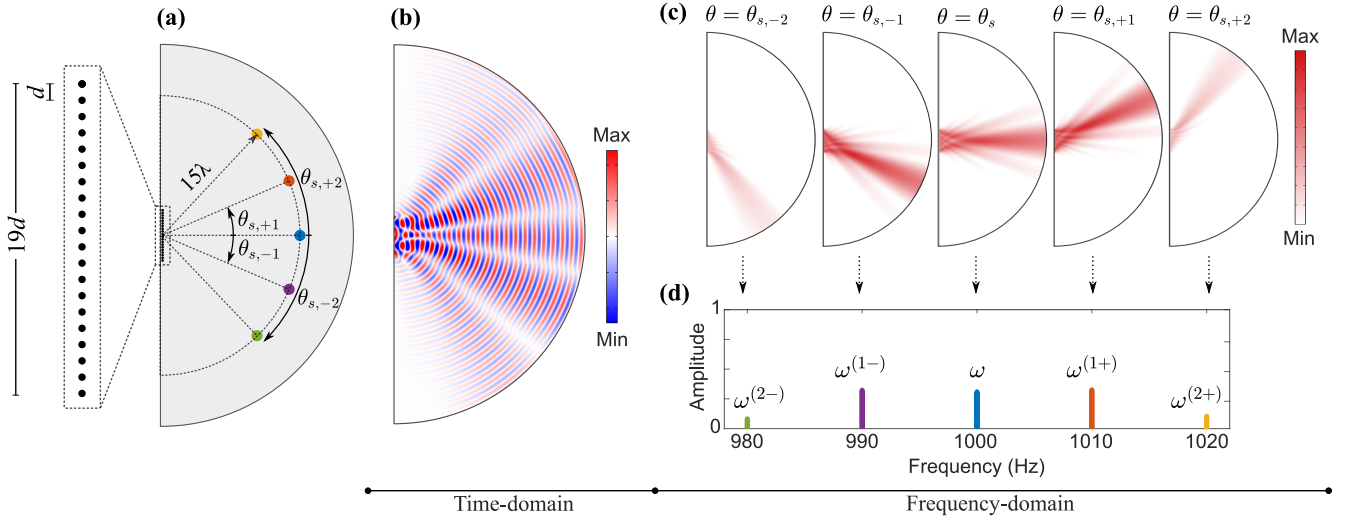 (a)
d
19d
15λ
θs,+2
θs,+1
θs,−1
θs,−2
(b)
Max
Min
(c)
θ = θs,−2
θ = θs,−1
θ = θs
θ = θs,+1
θ = θs,+2
Max
Min
(d)
Amplitude
1
0
ω(2−)
ω(1−)
ω
ω(1+)
ω(2+)
980 990 1000 1010 1020
Frequency (Hz)
Time-domain
Frequency-domain